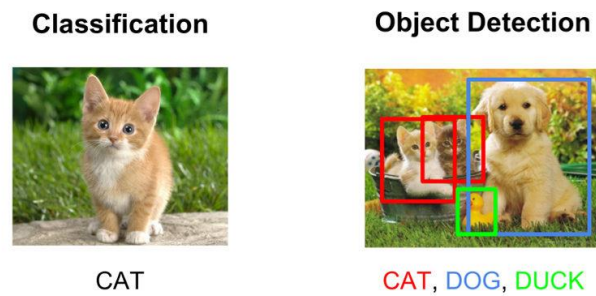 Classification
Object Detection
CAT
CAT, DOG, DUCK